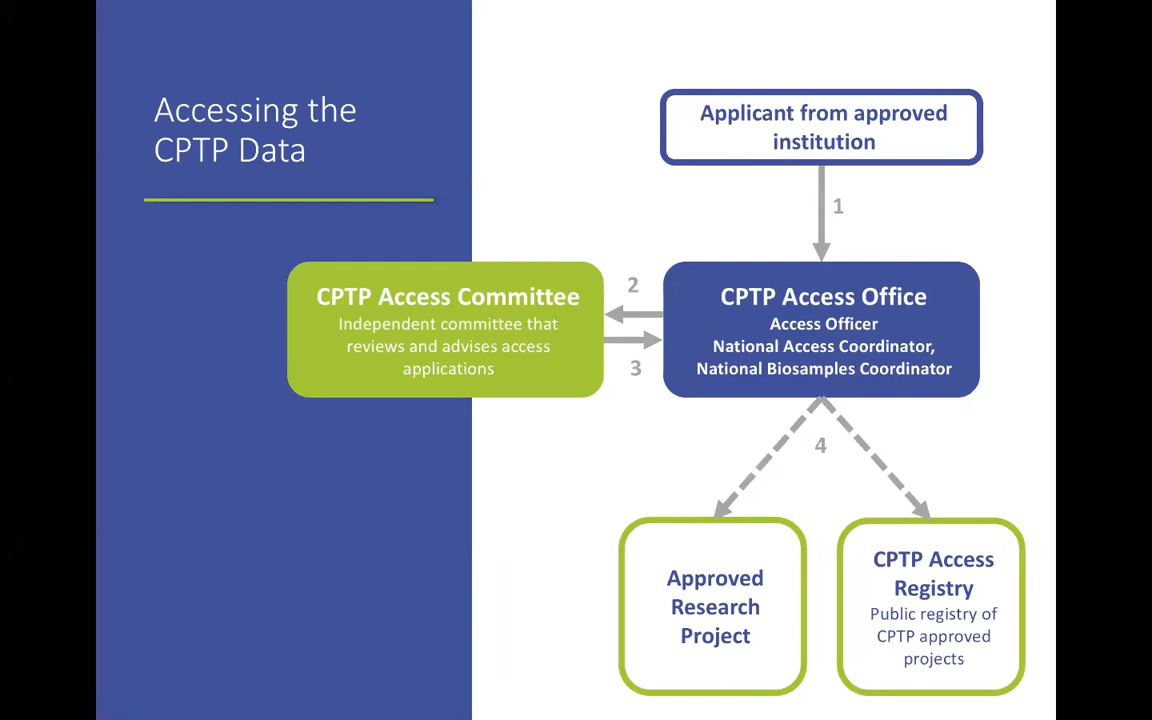 Accessing the
CPTP Data
Applicant from approved
institution
1
CPTP Access Committee
Independent committee that
reviews and advises access
applications
2
3
CPTP Access Office
Access Officer
National Access Coordinator,
National Biosamples Coordinator
4
Approved
Research
Project
CPTP Access
Registry
Public registry of
CPTP approved
projects